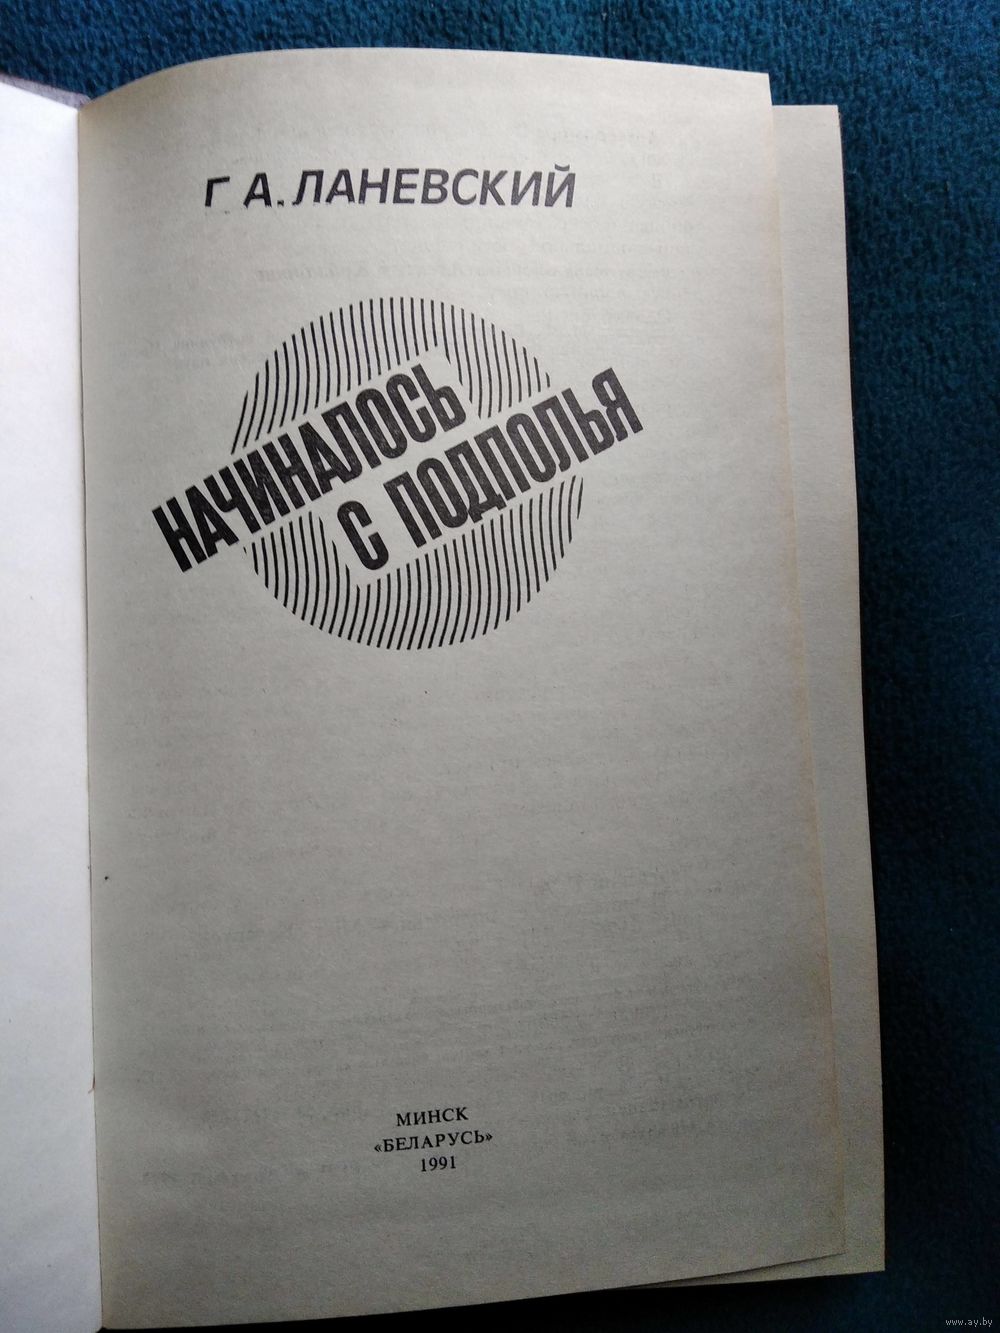 Г А. ЛАНЕВСКИЙ
НАЧИНАЛОСЬ
С ПОДПОЛЬЯ
МИНСК
«БЕЛАРУСЬ»
1991
www.ay.by